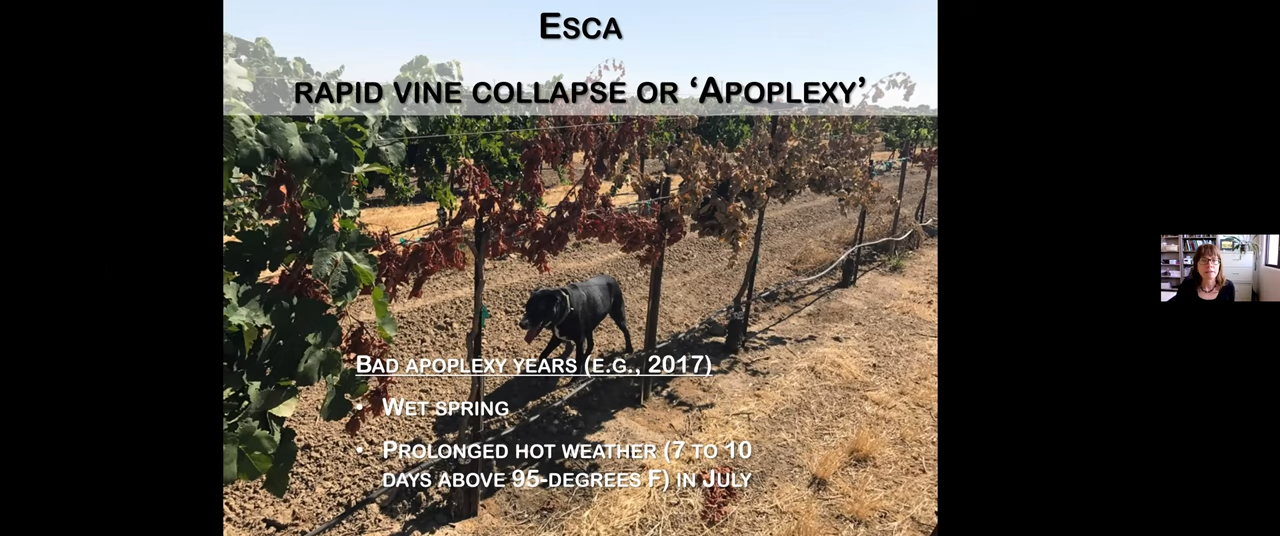 ESCA
RAPID VINE COLLAPSE OR ‘APOPLEXY’
BAD APOPLEXY YEARS (E.G., 2017)
• WET SPRING
• PROLONGED HOT WEATHER (7 TO 10
DAYS ABOVE 95-DEGREES F) IN JULY